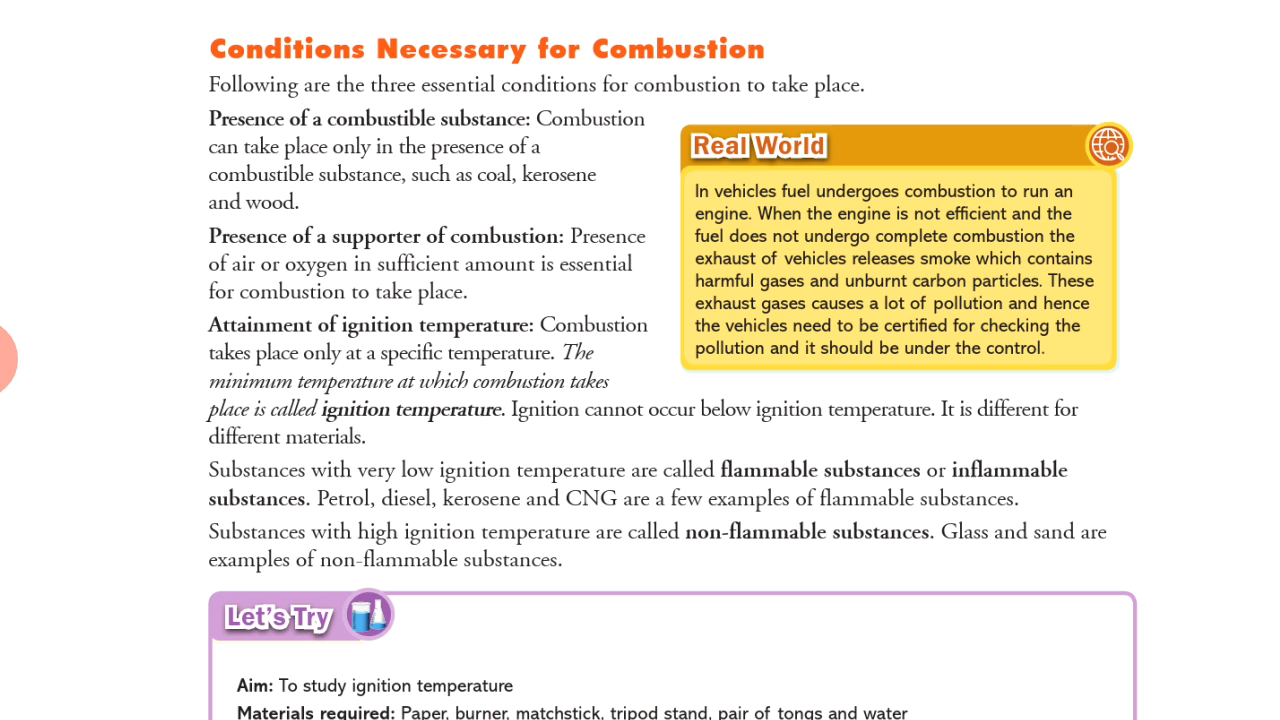 Conditions Necessary for Combustion
Following are the three essential conditions for combustion to take place.
Presence of a combustible substance: Combustion
can take place only in the presence of a
combustible substance, such as coal, kerosene
and wood.
Presence of a supporter of combustion: Presence
of air or oxygen in sufficient amount is essential
for combustion to take place.
Attainment of ignition temperature: Combustion
takes place only at a specific temperature. The
minimum temperature at which combustion takes
place is called ignition temperature. Ignition cannot occur below ignition temperature. It is different for
different materials.
Real World
In vehicles fuel undergoes combustion to run an
engine. When the engine is not efficient and the
fuel does not undergo complete combustion the
exhaust of vehicles releases smoke which contains
harmful gases and unburnt carbon particles. These
exhaust gases causes a lot of pollution and hence
the vehicles need to be certified for checking the
pollution and it should be under the control.
Substances with very low ignition temperature are called flammable substances or inflammable
substances. Petrol, diesel, kerosene and CNG are a few examples of flammable substances.
Substances with high ignition temperature are called non-flammable substances. Glass and sand are
examples of non-flammable substances.
Let's Try
Aim: To study ignition temperature
Materials required: Paper, burner, matchstick, tripod stand, pair of tongs and water